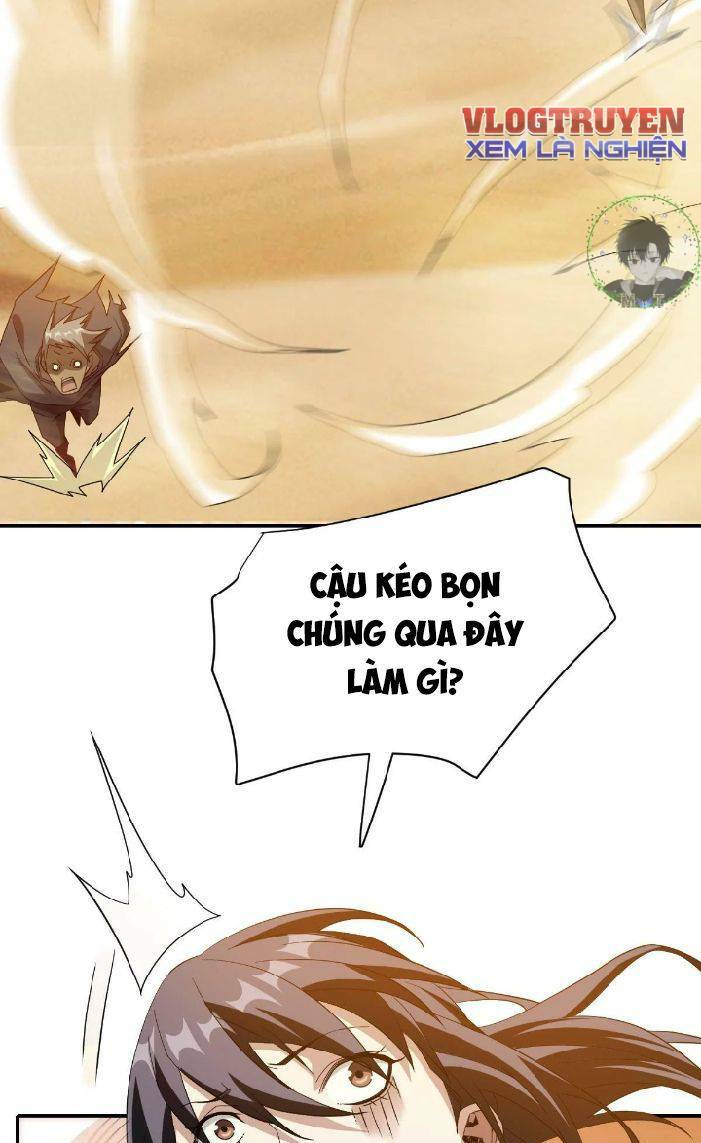 VLOGTRUYEN
XEM LÀ NGHIỆN
CẬU KÉO BỌN
CHÚNG QUA ĐÂY
LÀM GÌ?